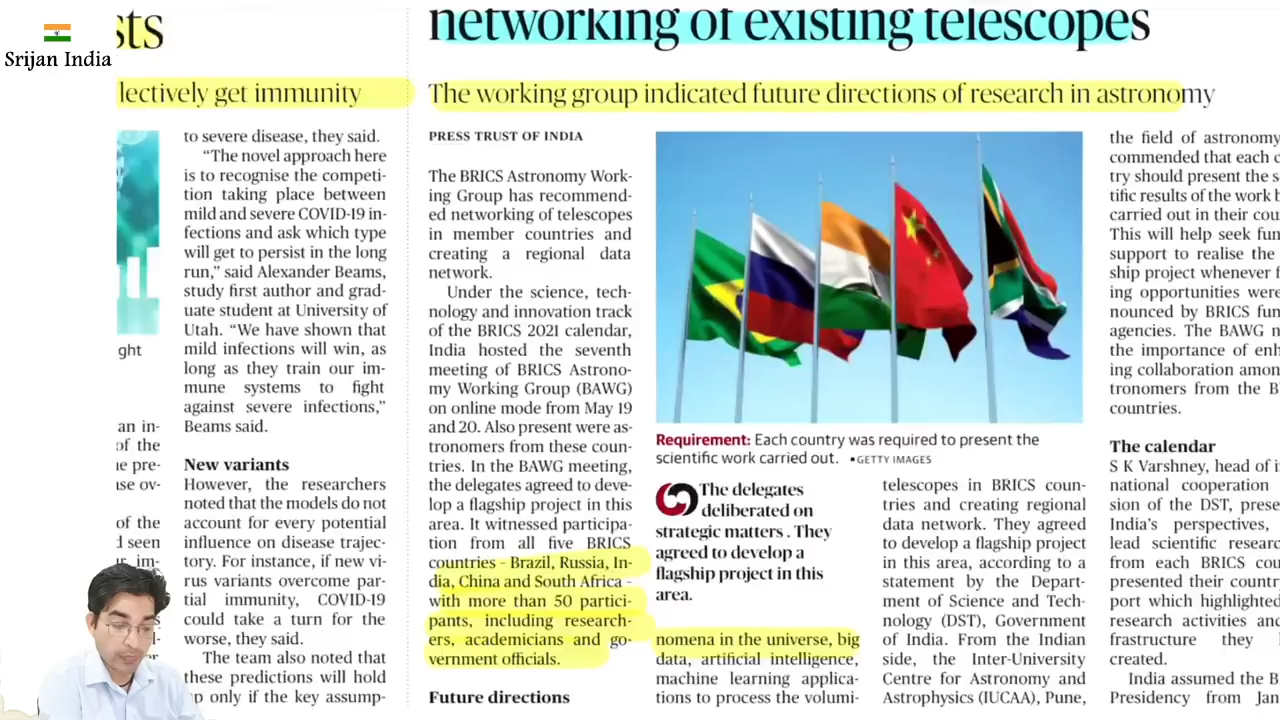 Srijan India
sts
lectively get immunity
ght
an in-
of the
of the
d seen
to severe disease, they said.
“The novel approach here
is to recognise the competi-
tion taking place between
mild and severe COVID-19 in-
fections and ask which type
will get to persist in the long
run,” said Alexander Beams,
study first author and grad-
uate student at University of
Utah. “We have shown that
mild infections will win, as
long as they train our im-
mune systems to fight
against severe infections,”
Beams said.
New variants
However, the researchers
noted that the models do not
account for every potential
influence on disease trajec-
tory. For instance, if new vi-
rus variants overcome par-
tial immunity, COVID-19
could take a turn for the
worse, they said.
The team also noted that
these predictions will hold
only if the key assump-
networking of existing telescopes
The working group indicated future directions of research in astronomy
PRESS TRUST OF INDIA
The BRICS Astronomy Work-
ing Group has recommend-
ed networking of telescopes
in member countries and
creating a regional data
network.
Under the science, tech-
nology and innovation track
of the BRICS 2021 calendar,
India hosted the seventh
meeting of BRICS Astrono-
my Working Group (BAWG)
on online mode from May 19
and 20. Also present were as-
tronomers from these coun-
tries. In the BAWG meeting,
the delegates agreed to deve-
lop a flagship project in this
area. It witnessed participa-
tion from all five BRICS
countries – Brazil, Russia, In-
dia, China and South Africa –
with more than 50 partici-
pants, including research-
ers, academicians and go-
vernment officials.
Future directions
Requirement: Each country was required to present the
scientific work carried out. ▪GETTY IMAGES
The delegates
deliberated on
strategic matters . They
agreed to develop a
flagship project in this
area.
nomena in the universe, big
data, artificial intelligence,
machine learning applica-
tions to process the volumi-
telescopes in BRICS coun-
tries and creating regional
data network. They agreed
to develop a flagship project
in this area, according to a
statement by the Depart-
ment of Science and Tech-
nology (DST), Government
of India. From the Indian
side, the Inter-University
Centre for Astronomy and
Astrophysics (IUCAA), Pune,
the field of astronomy
commended that each c
try should present the s
tific results of the work b
carried out in their cou
This will help seek fun
support to realise the
ship project whenever f
ing opportunities were
nounced by BRICS fun
agencies. The BAWG n
the importance of enh
ing collaboration amon
tronomers from the B
countries.
The calendar
S K Varshney, head of i
national cooperation
sion of the DST, prese
India’s perspectives,
lead scientific researc
from each BRICS cou
presented their countr
port which highlighted
research activities and
frastructure they
created.
India assumed the B
Presidency from Jan